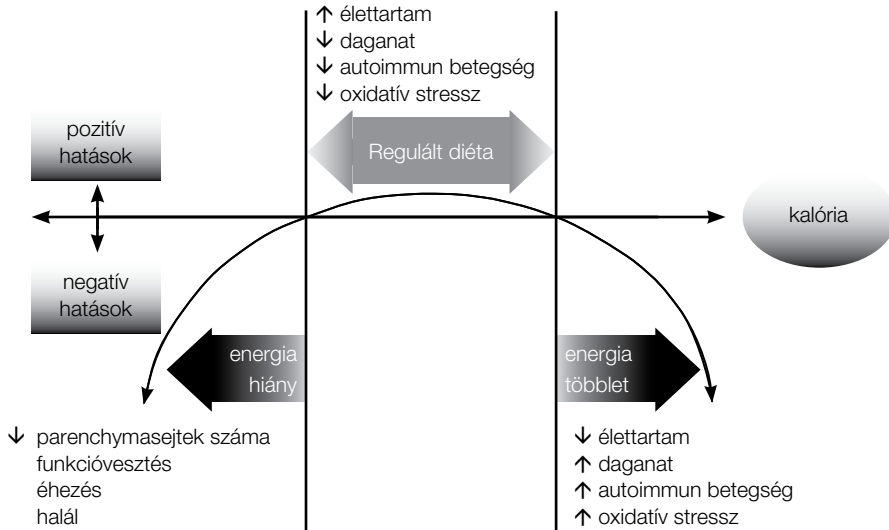 ↑ élettartam
↓ daganat
↓ autoimmun betegség
↓ oxidatív stressz
pozitív
hatások
Regulált diéta
kalória
negatív
hatások
energia
hiány
energia
többlet
↓ parenchymasejtek száma
funkcióvesztés
éhezés
halál
↓ élettartam
↑ daganat
↑ autoimmun betegség
↑ oxidatív stressz